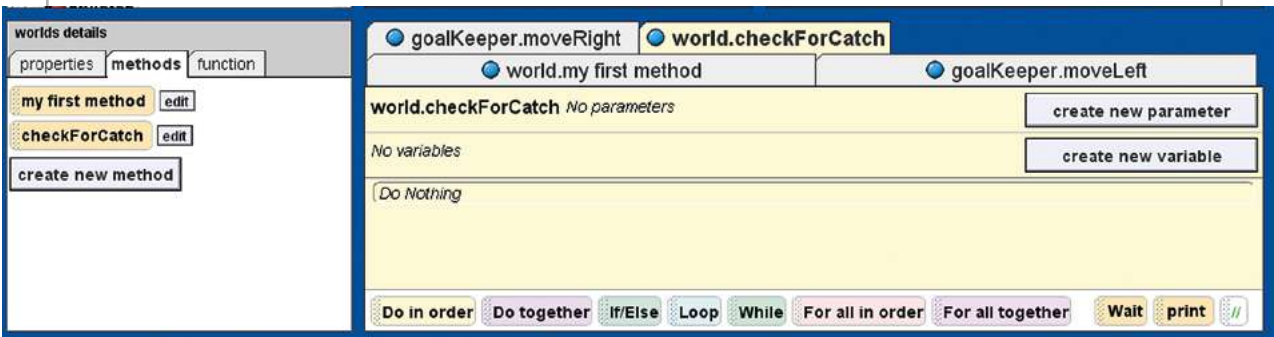 worlds details
properties methods function
my first method edit
checkForCatch edit
create new method
goalKeeper.moveRight world.checkForCatch
world.my first method goalKeeper.moveLeft
world.checkForCatch No parameters create new parameter
No variables create new variable
Do Nothing
Do in order Do together If/Else Loop While For all in order For all together Wait print //